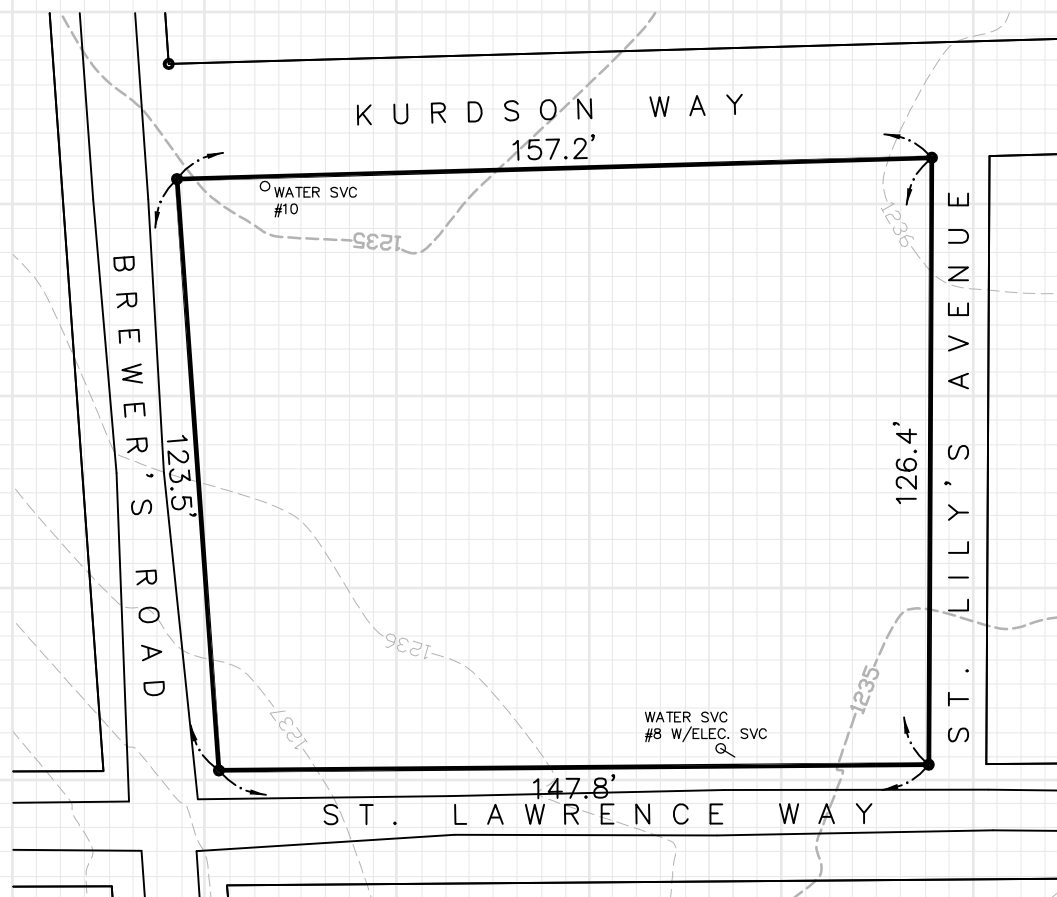 KURDSON WAY
157.2'
WATER SVC
#10
1235
1236
BREWER'S ROAD
123.5'
126.4'
ST. LILY'S AVENUE
1236
1237
1235
WATER SVC
#8 W/ELEC. SVC
147.8'
ST. LAWRENCE WAY